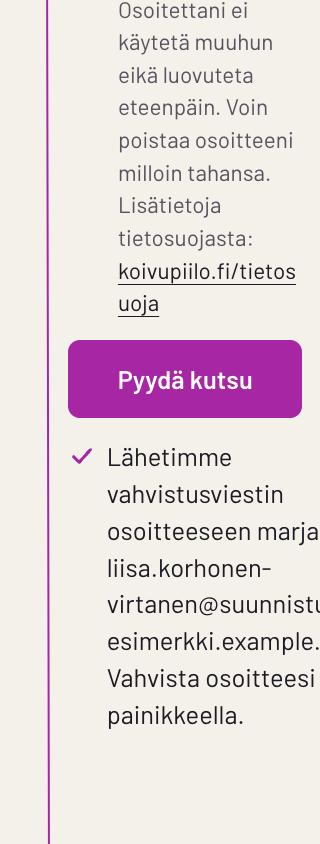 Osoitettani ei
käytetä muuhun
eikä luovuteta
eteenpäin. Voin
poistaa osoitteeni
milloin tahansa.
Lisätietoja
tietosuojasta:
koivupiilo.fi/tietos
uoja
Pyydä kutsu
Lähetimme
vahvistusviestin
osoitteeseen marja
liisa.korhonen-
virtanen@suunnistu
esimerkki.example.
Vahvista osoitteesi
painikkeella.